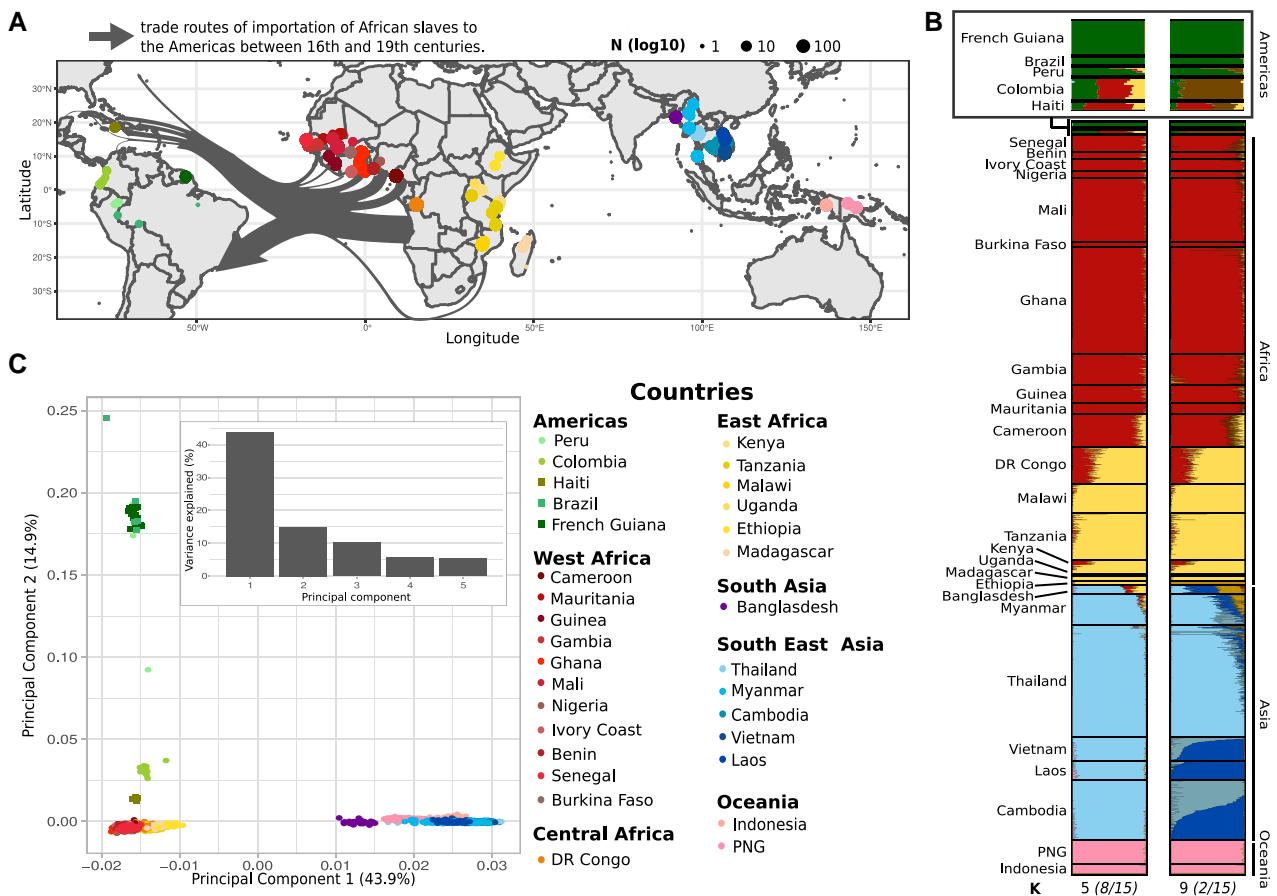 A
trade routes of importation of African slaves to
the Americas between 16th and 19th centuries.
N (log10) 1 10 100
30°N
20°N
10°N
0°
10°S
20°S
30°S
Latitude
50°W 0° 50°E 100°E 150°E
Longitude
B
French Guiana
Brazil
Peru
Colombia
Haiti
Americas
Senegal
Benin
Ivory Coast
Nigeria
Mali
Burkina Faso
Ghana
Gambia
Guinea
Mauritania
Cameroon
DR Congo
Malawi
Tanzania
Kenya
Uganda
Madagascar
Ethiopia
Banglasdesh
Myanmar
Thailand
Vietnam
Laos
Cambodia
PNG
Indonesia
Africa
Asia
Oceania
K 5 (8/15) 9 (2/15)
C
0.25
0.20
0.15
0.10
0.05
0.00
Principal Component 2 (14.9%)
−0.02 −0.01 0.00 0.01 0.02 0.03
Principal Component 1 (43.9%)
Variance explained (%)
40
30
20
10
0
1 2 3 4 5
Principal component
Countries
Americas
Peru
Colombia
Haiti
Brazil
French Guiana
West Africa
Cameroon
Mauritania
Guinea
Gambia
Ghana
Mali
Nigeria
Ivory Coast
Benin
Senegal
Burkina Faso
Central Africa
DR Congo
East Africa
Kenya
Tanzania
Malawi
Uganda
Ethiopia
Madagascar
South Asia
Banglasdesh
South East Asia
Thailand
Myanmar
Cambodia
Vietnam
Laos
Oceania
Indonesia
PNG